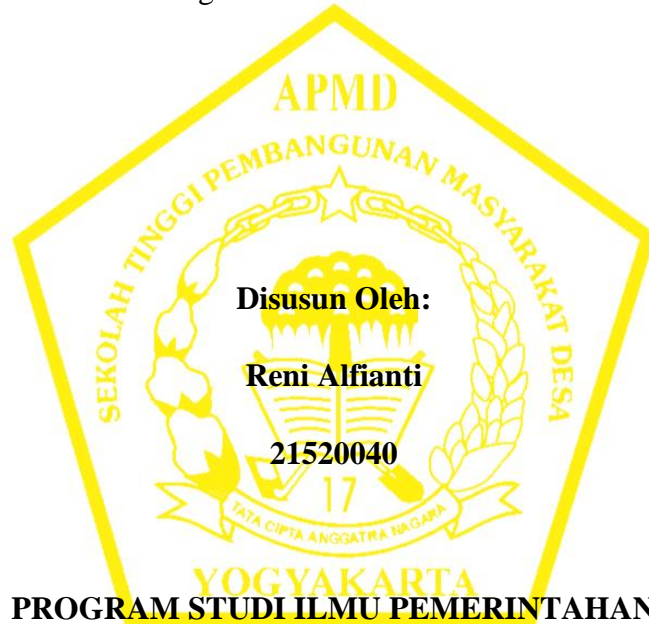 APMD
SEKOLAH TINGGI PEMBANGUNAN MASYARAKAT DESA
Disusun Oleh:
Reni Alfianti
21520040
17
TATA CIPTA ANGGATRA NAGARA
YOGYAKARTA
PROGRAM STUDI ILMU PEMERINTAHAN